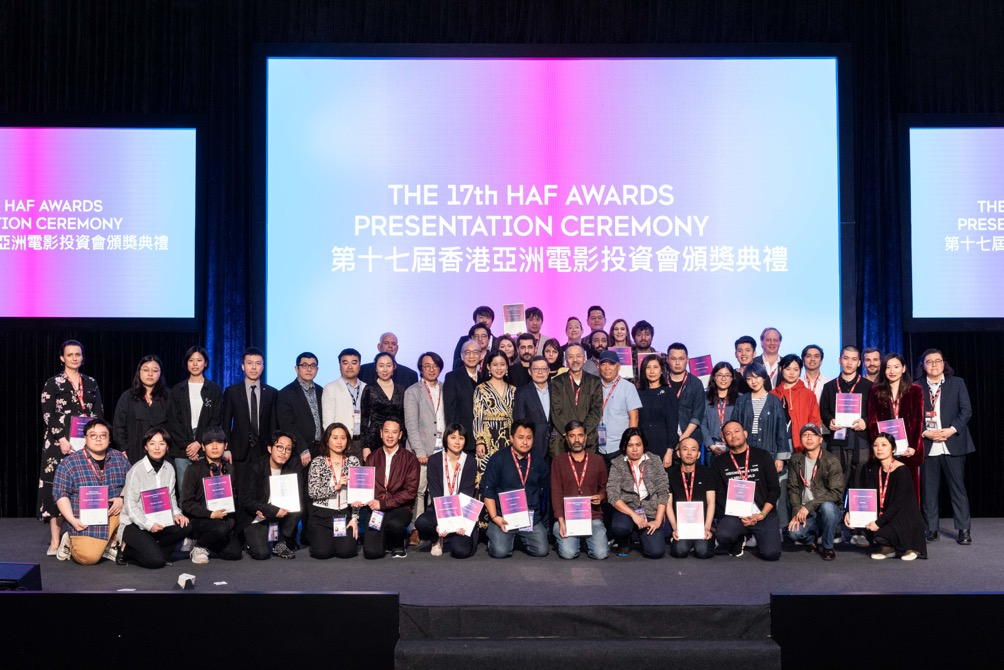 HAF AWARDS
TION CEREMONY
亞洲電影投資會頒獎典禮
THE 17th HAF AWARDS
PRESENTATION CEREMONY
第十七屆香港亞洲電影投資會頒獎典禮
THE
PRESE
第十七屆